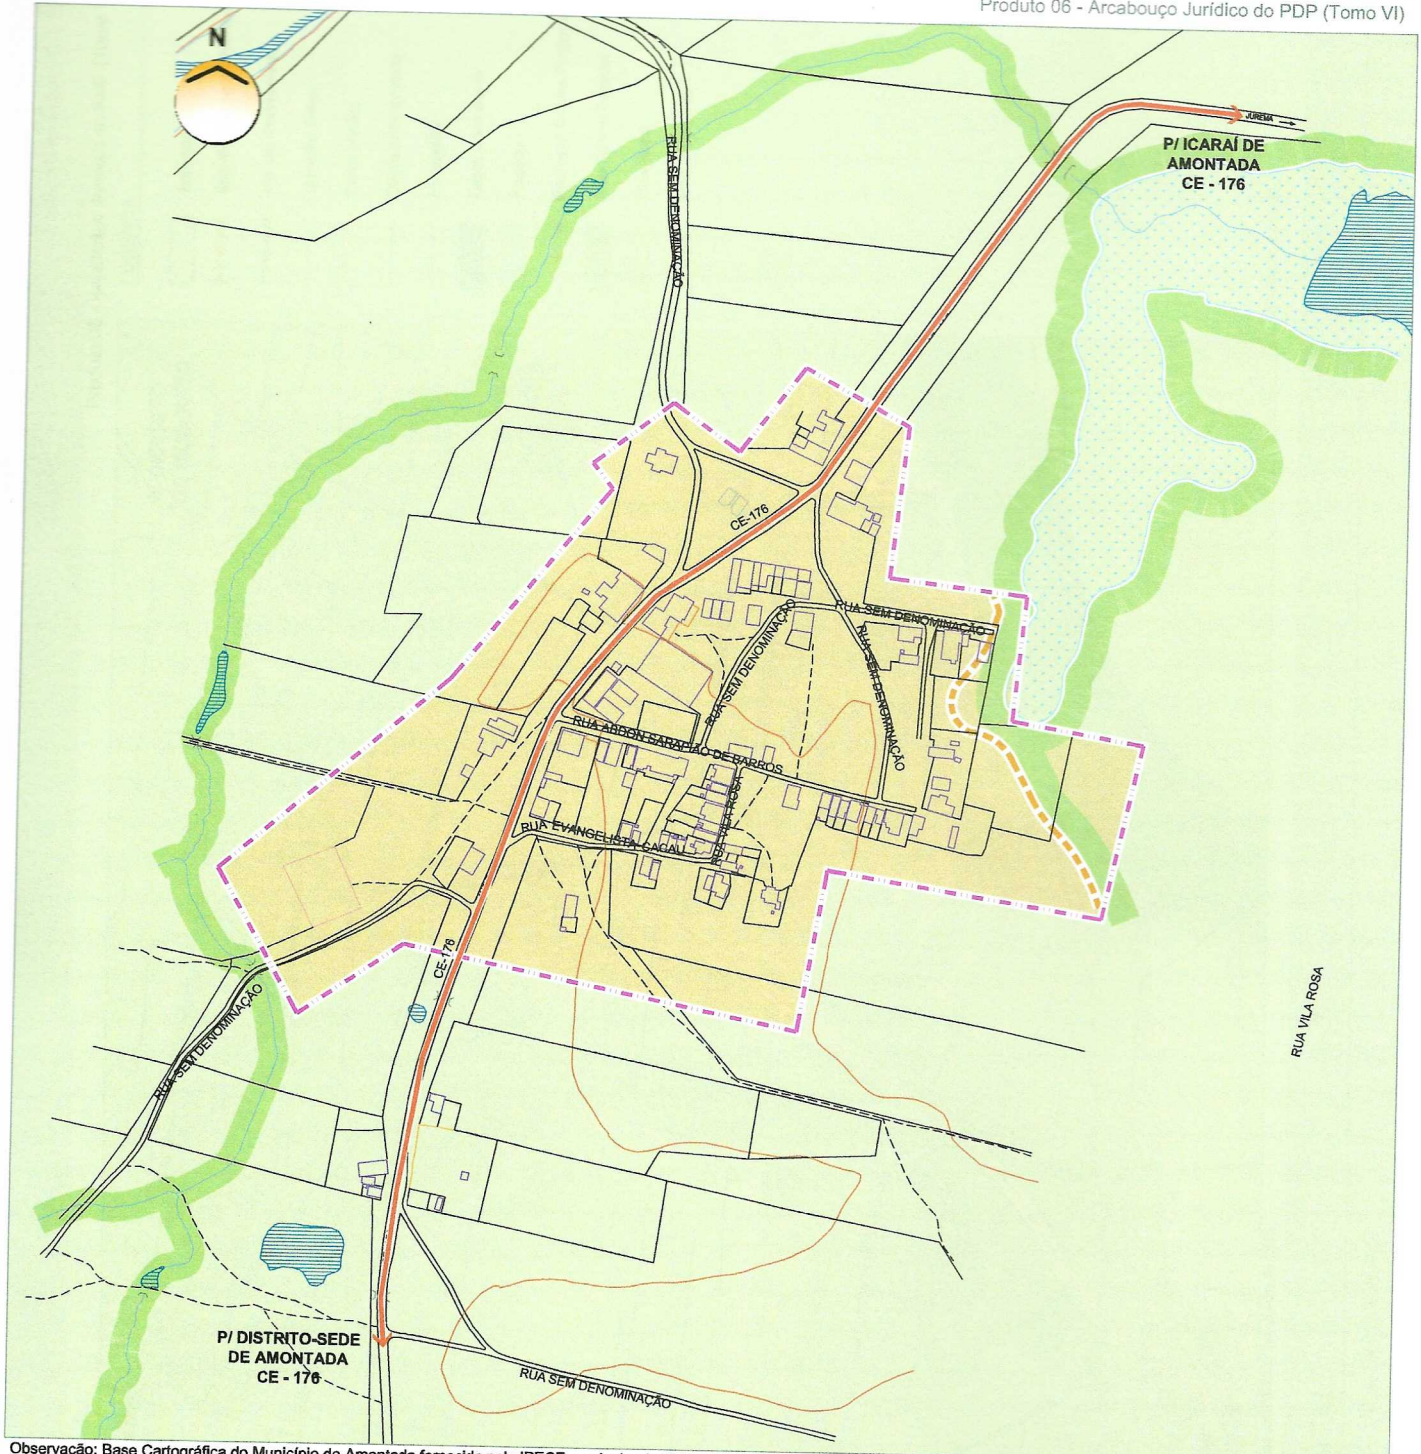 Produto 06 - Arcabouço Jurídico do PDP (Tomo VI)
N
JUREMA
P/ ICARAÍ DE
AMONTADA
CE - 176
RUA SEM DENOMINAÇÃO
CE-176
RUA SEM DENOMINAÇÃO
RUA SEM DENOMINAÇÃO
RUA SEM DENOMINAÇÃO
RUA ABDON SARAPIÃO DE BARROS
RUA VILA ROSA
RUA EVANGELISTA CACAU
CE-176
RUA SEM DENOMINAÇÃO
RUA VILA ROSA
P/ DISTRITO-SEDE
DE AMONTADA
CE - 176
RUA SEM DENOMINAÇÃO
Observação: Base Cartográfica do Município de Amontada